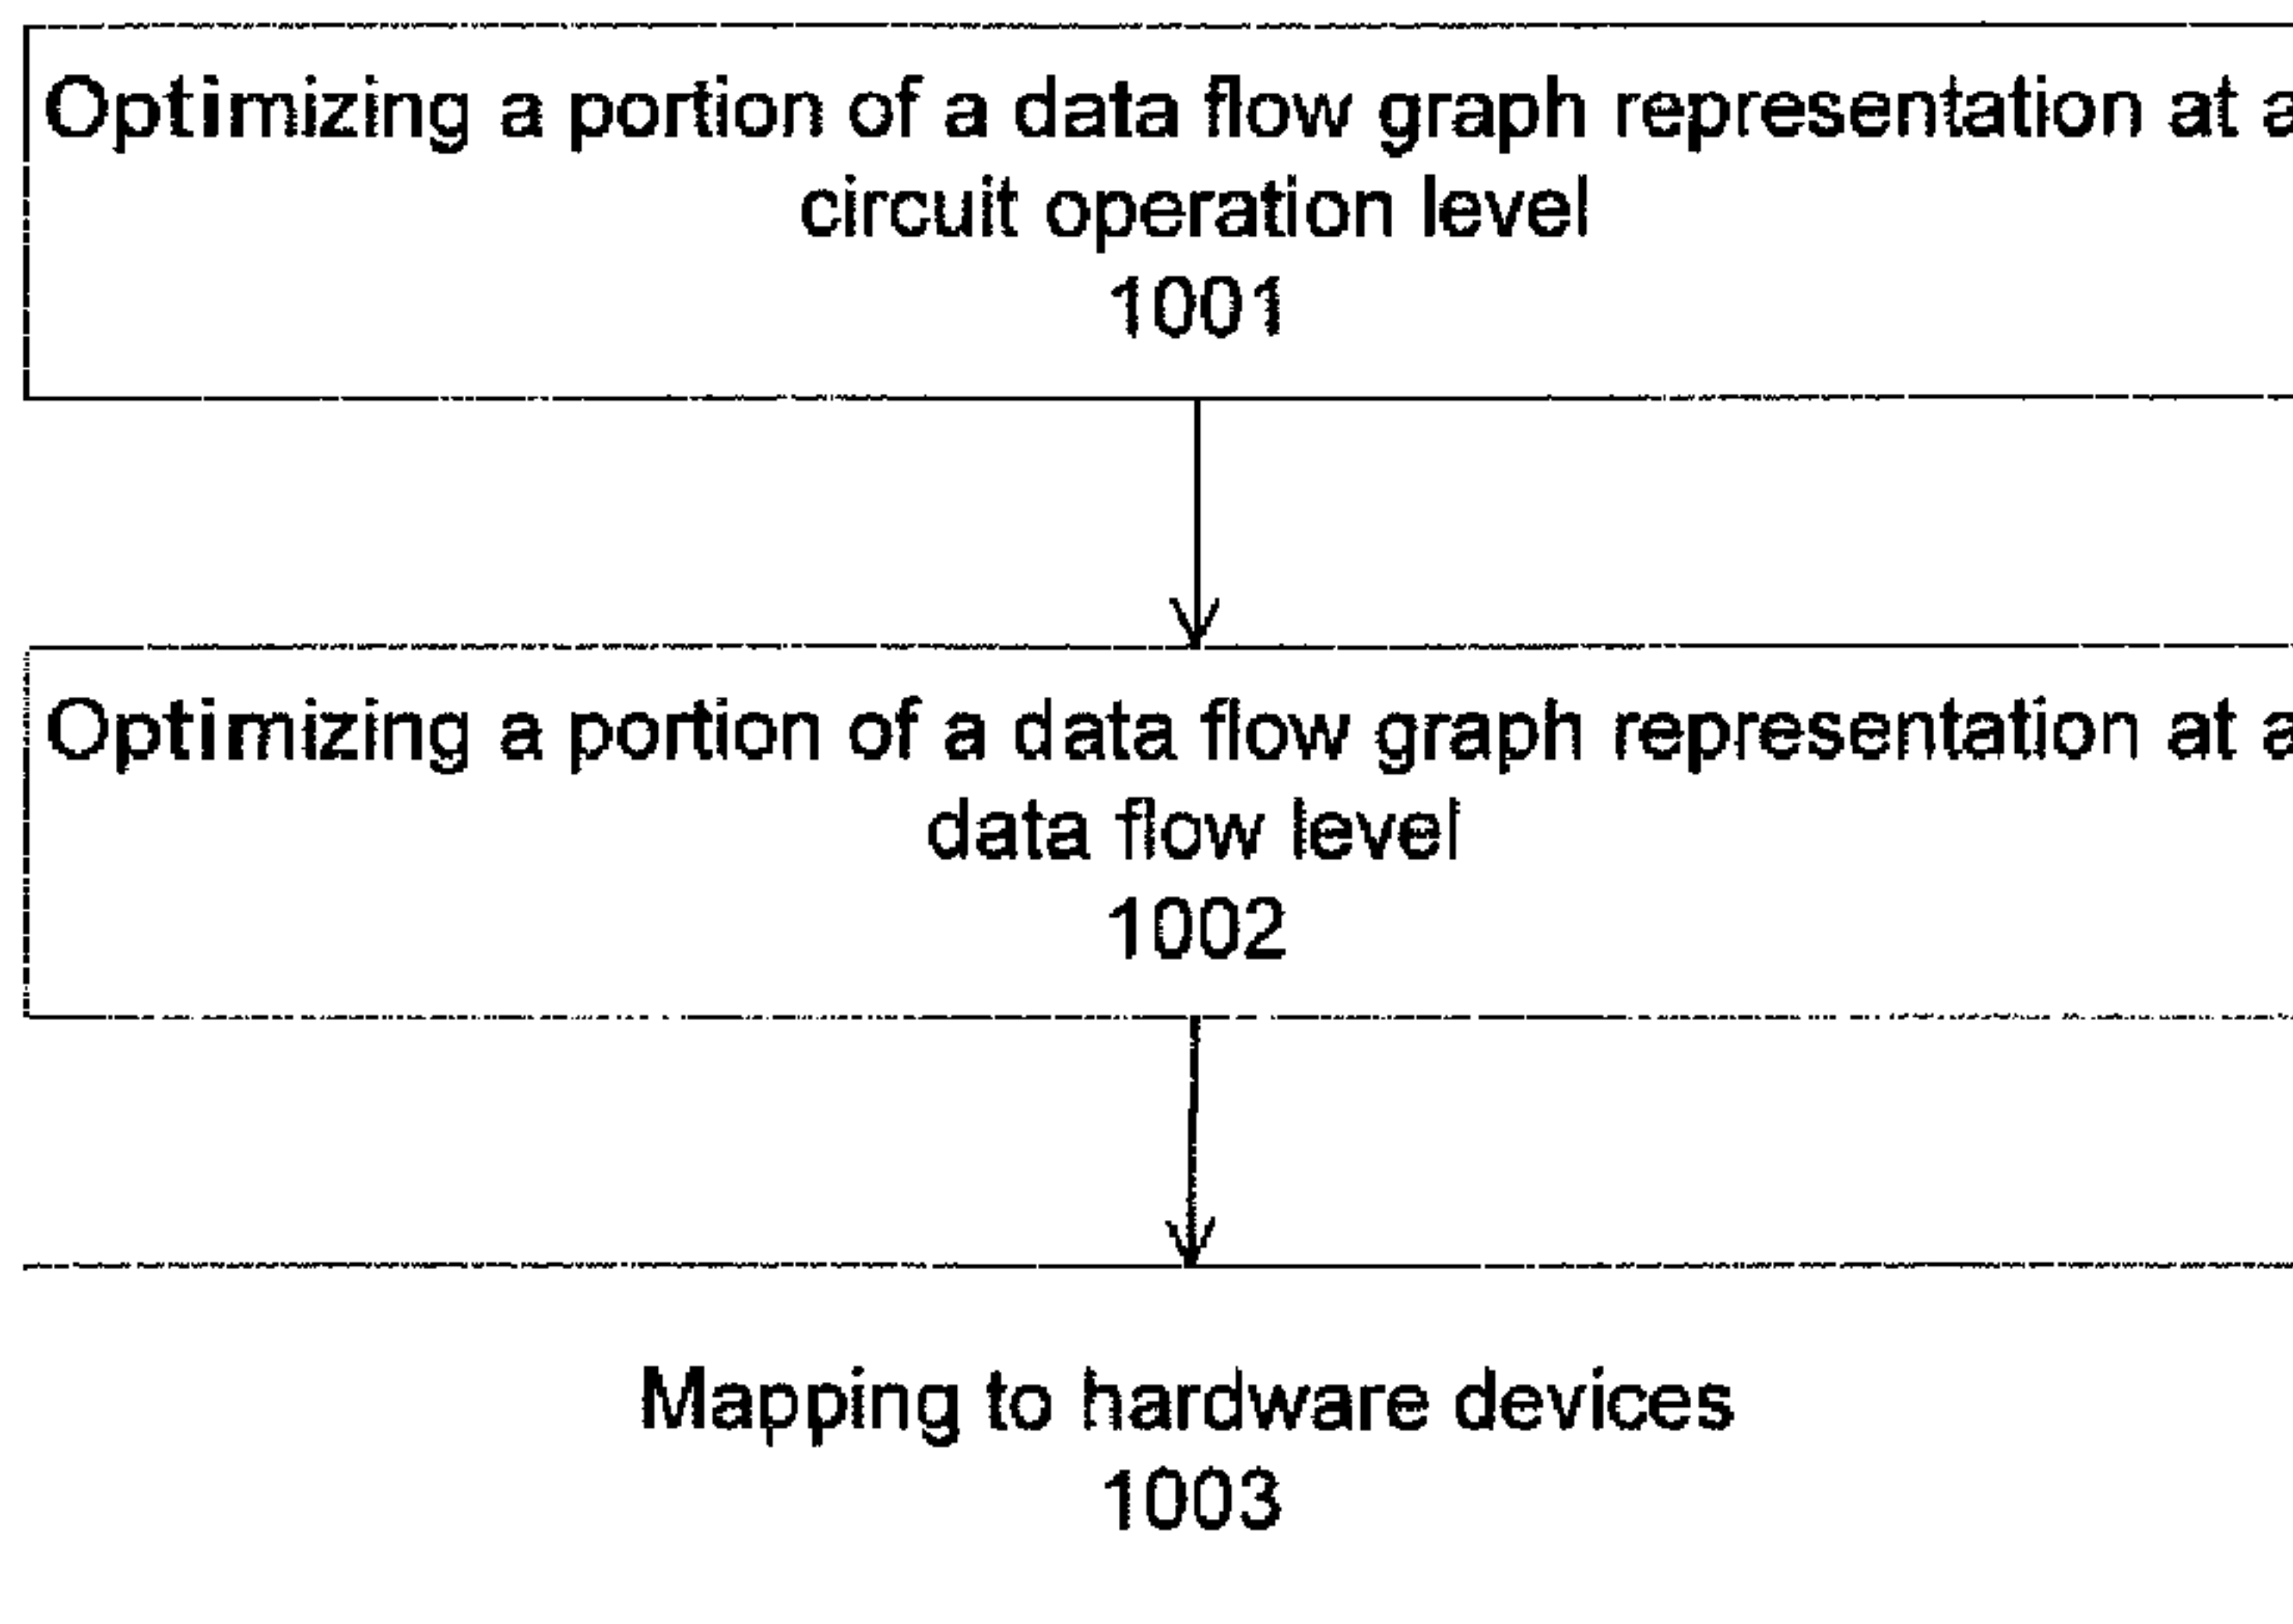 Optimizing a portion of a data flow graph representation at a
circuit operation level
1001
Optimizing a portion of a data flow graph representation at a
data flow level
1002
Mapping to hardware devices
1003